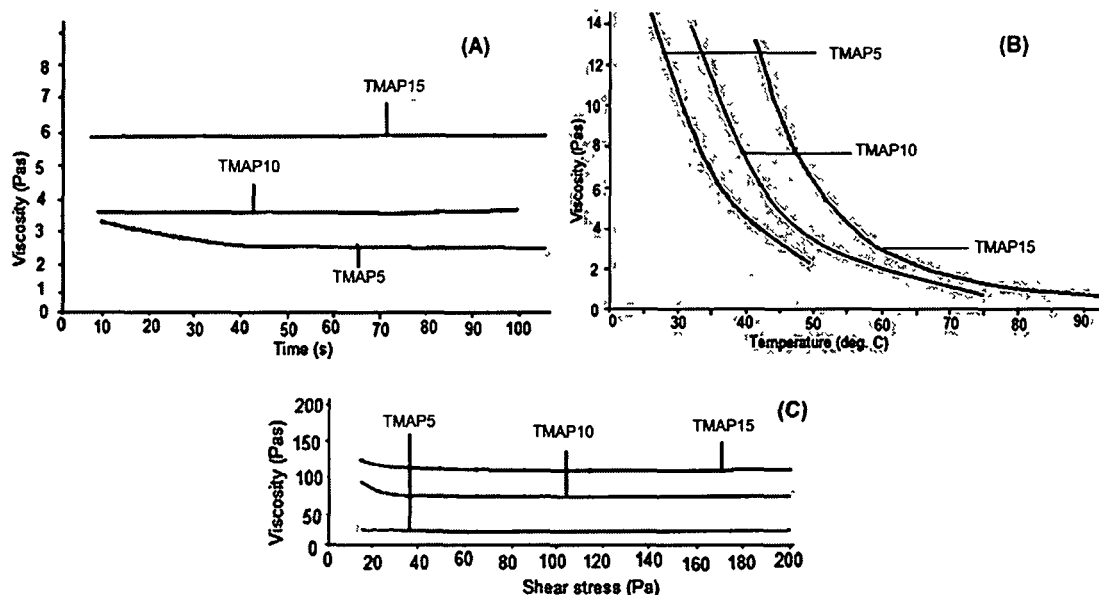 (A)
Viscosity (Pas)
8
9
7
6
5
4
3
2
1
0
TMAP15
TMAP10
TMAP5
0 10 20 30 40 50 60 70 80 90 100
Time (s)
(B)
Viscosity (Pas)
14
12
10
8
6
4
2
0
TMAP5
TMAP10
TMAP15
0 30 40 50 60 70 80 90
Temperature (deg. C)
(C)
Viscosity (Pas)
200
150
100
50
0
TMAP5
TMAP10
TMAP15
0 20 40 60 80 100 120 140 160 180 200
Shear stress (Pa)